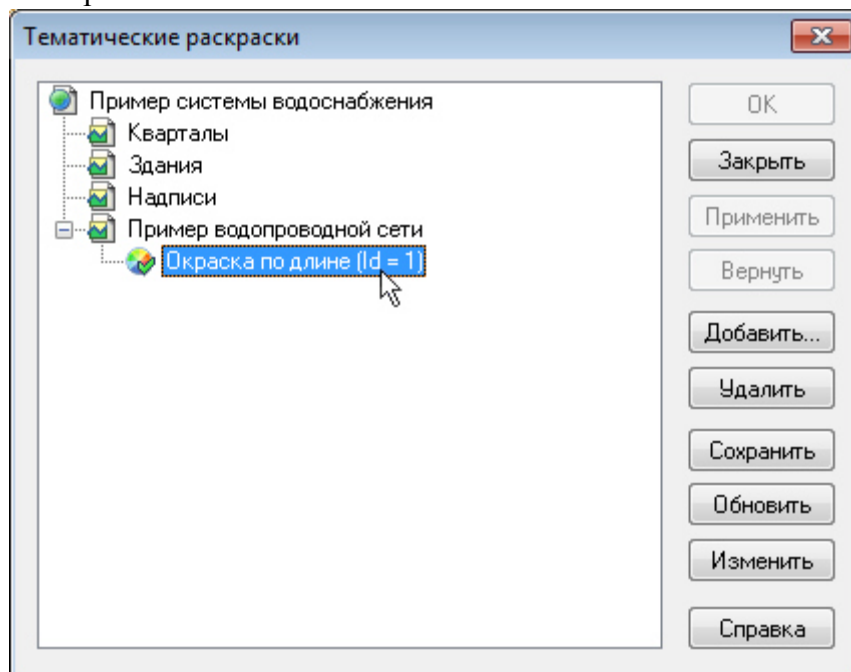 Тематические раскраски
Пример системы водоснабжения
Кварталы
Здания
Надписи
Пример водопроводной сети
Окраска по длине (Id = 1)
OK
Закрыть
Применить
Вернуть
Добавить...
Удалить
Сохранить
Обновить
Изменить
Справка